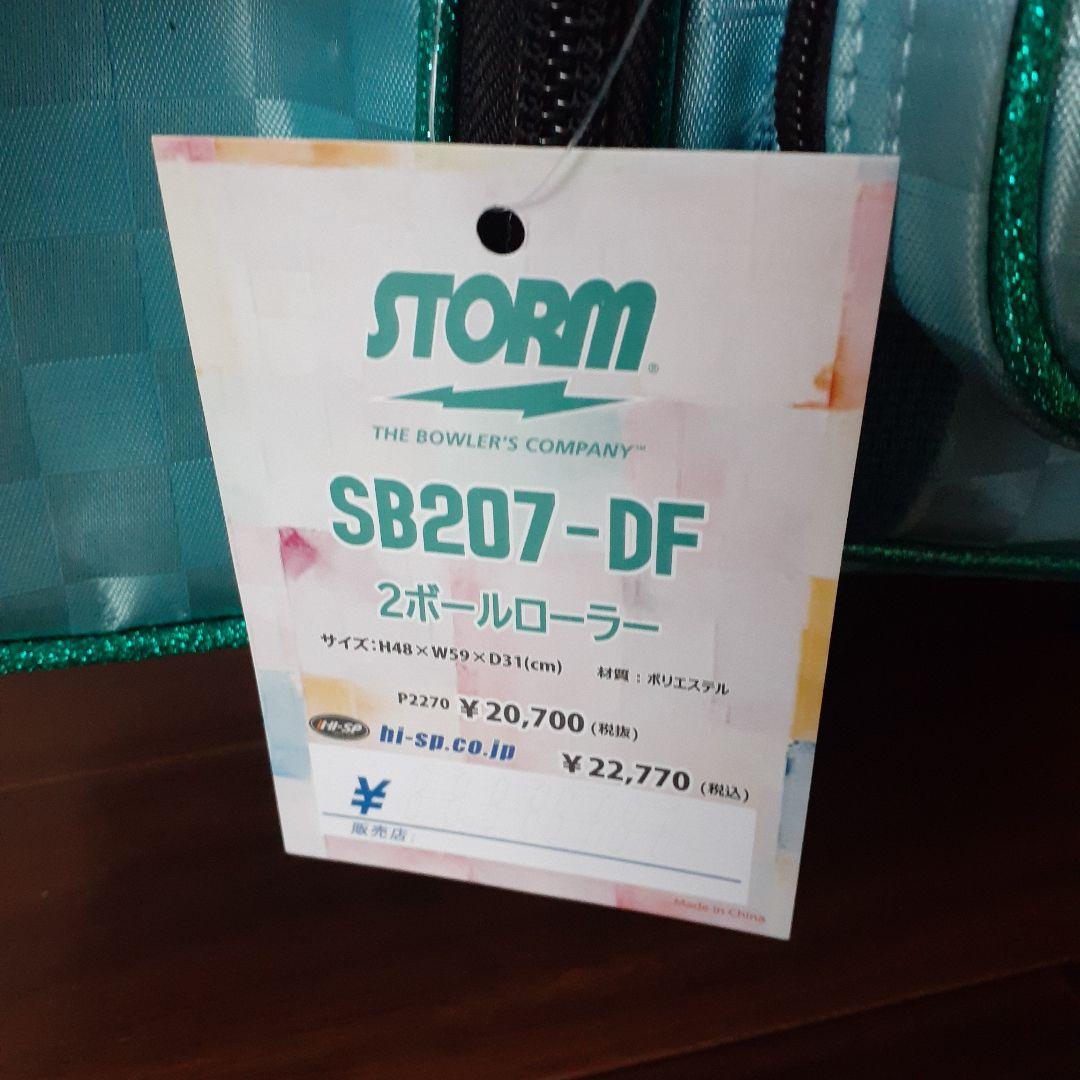 STORM®
THE BOWLER'S COMPANY™
SB207-DF
2ボールローラー
サイズ:H48×W59×D31(cm) 材質:ポリエステル
P2270 ¥20,700(税抜)
HI-SP hi-sp.co.jp ¥22,770(税込)
¥
販売店:
Made in China